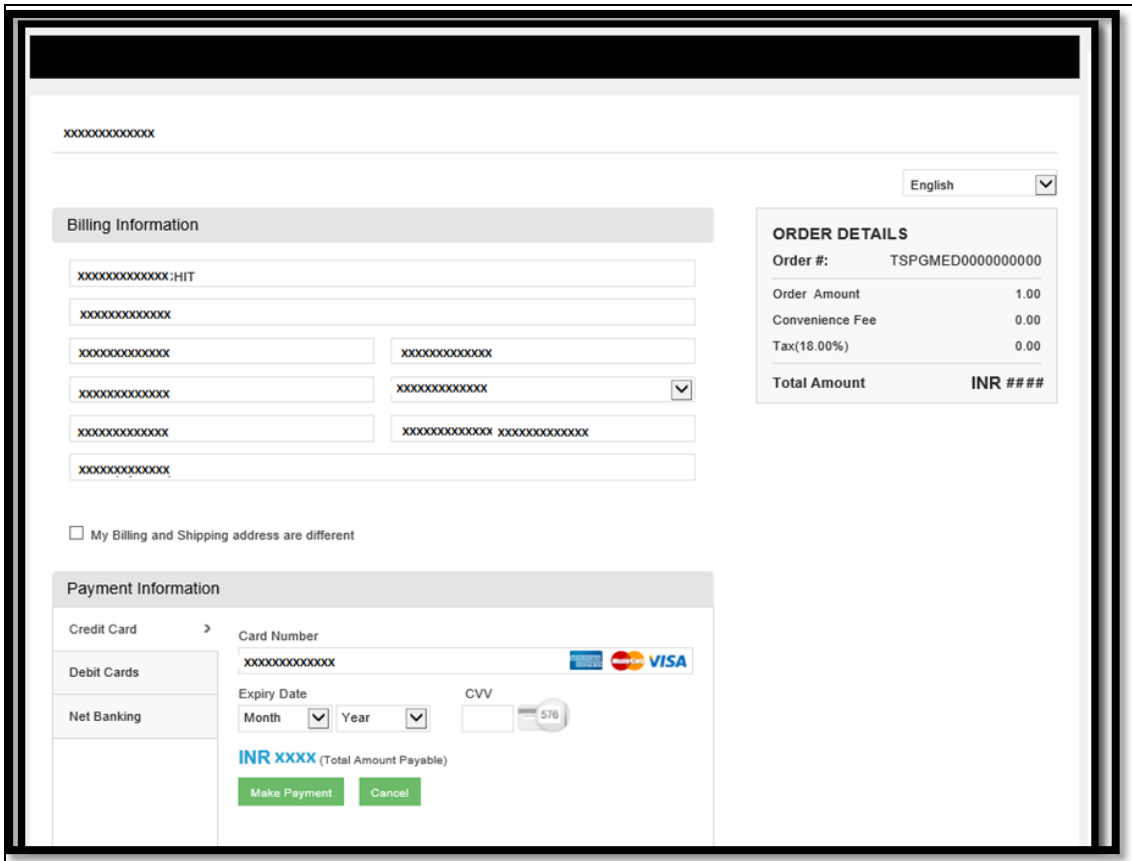 xxxxxxxxxxxxx
English
Billing Information
xxxxxxxxxxxxx:HIT
xxxxxxxxxxxxx
xxxxxxxxxxxxx xxxxxxxxxxxxx
xxxxxxxxxxxxx xxxxxxxxxxxxx
xxxxxxxxxxxxx xxxxxxxxxxxxx xxxxxxxxxxxxx
xxxxxxxxxxxxx
My Billing and Shipping address are different
ORDER DETAILS
Order #: TSPGMED0000000000
Order Amount 1.00
Convenience Fee 0.00
Tax(18.00%) 0.00
Total Amount INR ####
Payment Information
Credit Card >
Debit Cards
Net Banking
Card Number
xxxxxxxxxxxxx MasterCard VISA
Expiry Date CVV
Month Year 576
INR xxxx (Total Amount Payable)
Make Payment Cancel